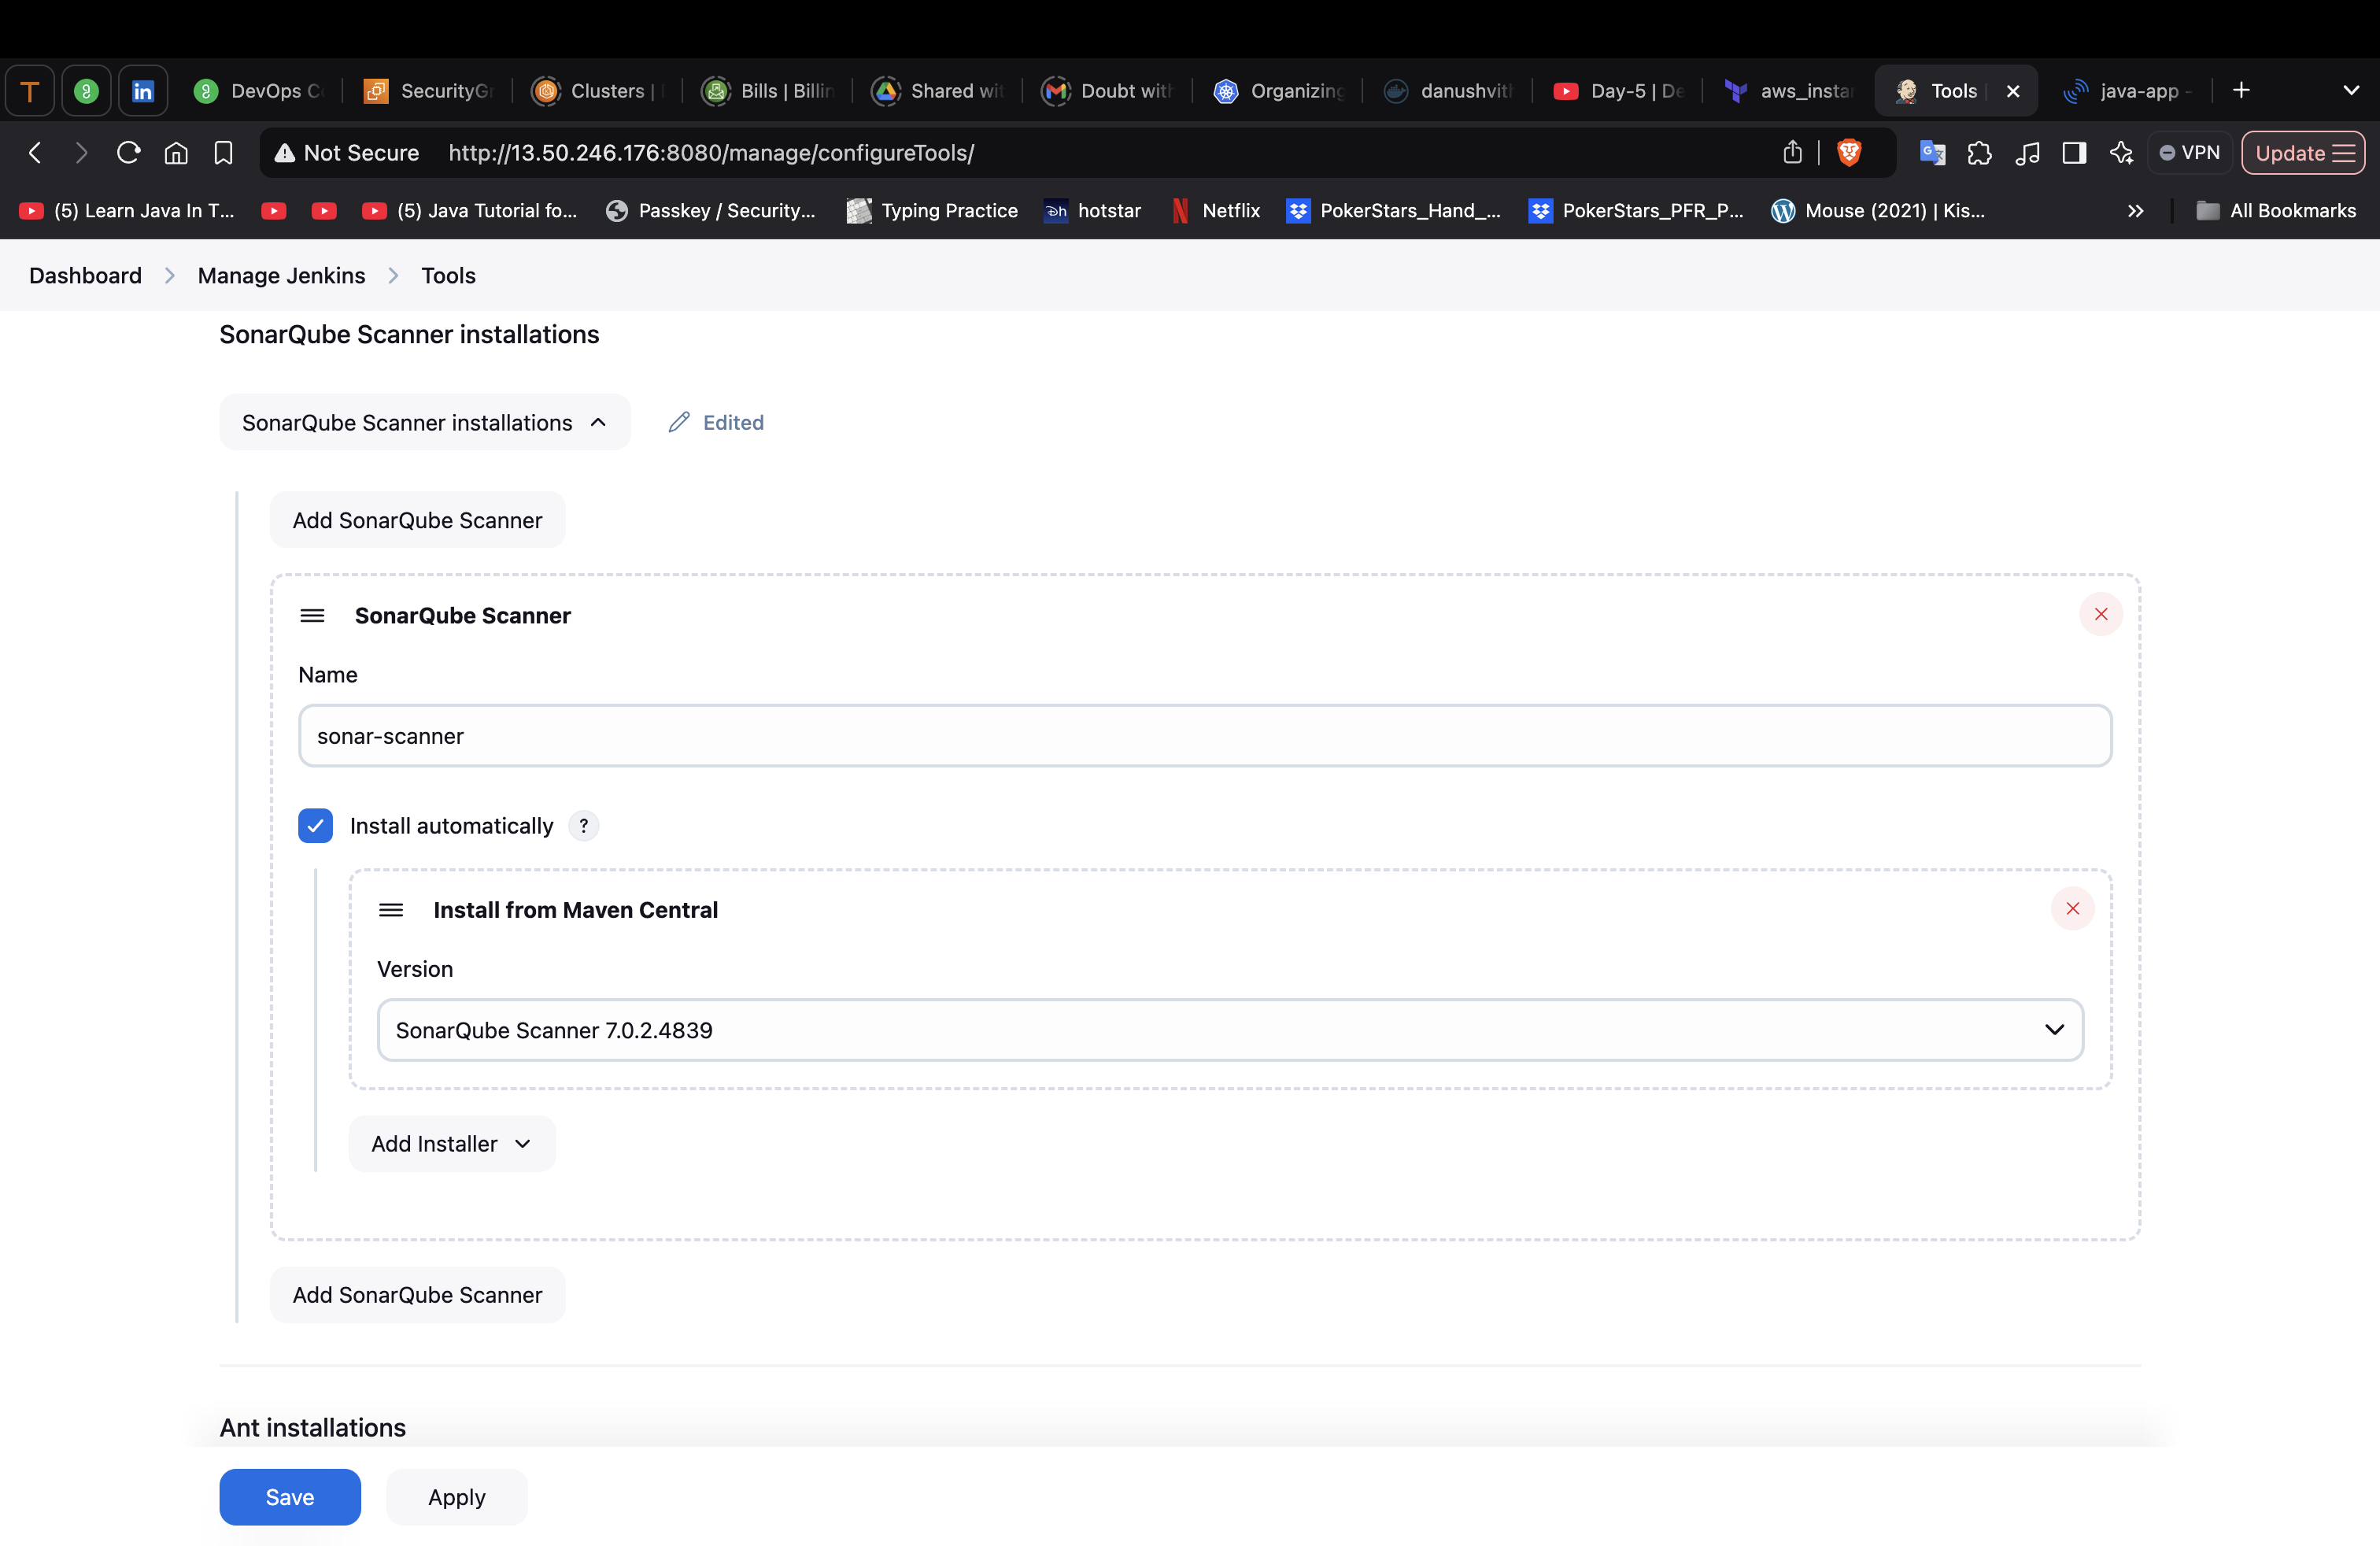 DevOps C
SecurityGr
Clusters |
Bills | Billin
Shared wit
Doubt with
Organizing
danushvith
Day-5 | De
aws_instan
Tools
java-app -
Not Secure http://13.50.246.176:8080/manage/configureTools/
VPN
Update
(5) Learn Java In T...
(5) Java Tutorial fo...
Passkey / Security...
Typing Practice
hotstar
Netflix
PokerStars_Hand_...
PokerStars_PFR_P...
Mouse (2021) | Kis...
All Bookmarks
Dashboard > Manage Jenkins > Tools
SonarQube Scanner installations
SonarQube Scanner installations
Edited
Add SonarQube Scanner
SonarQube Scanner
Name
sonar-scanner
Install automatically ?
Install from Maven Central
Version
SonarQube Scanner 7.0.2.4839
Add Installer
Add SonarQube Scanner
Ant installations
Save
Apply